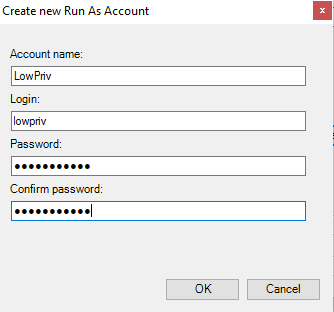 Create new Run As Account
x
Account name:
LowPriv
Login:
lowpriv
Password:
●●●●●●●●●●●
Confirm password:
●●●●●●●●●●●
OK Cancel